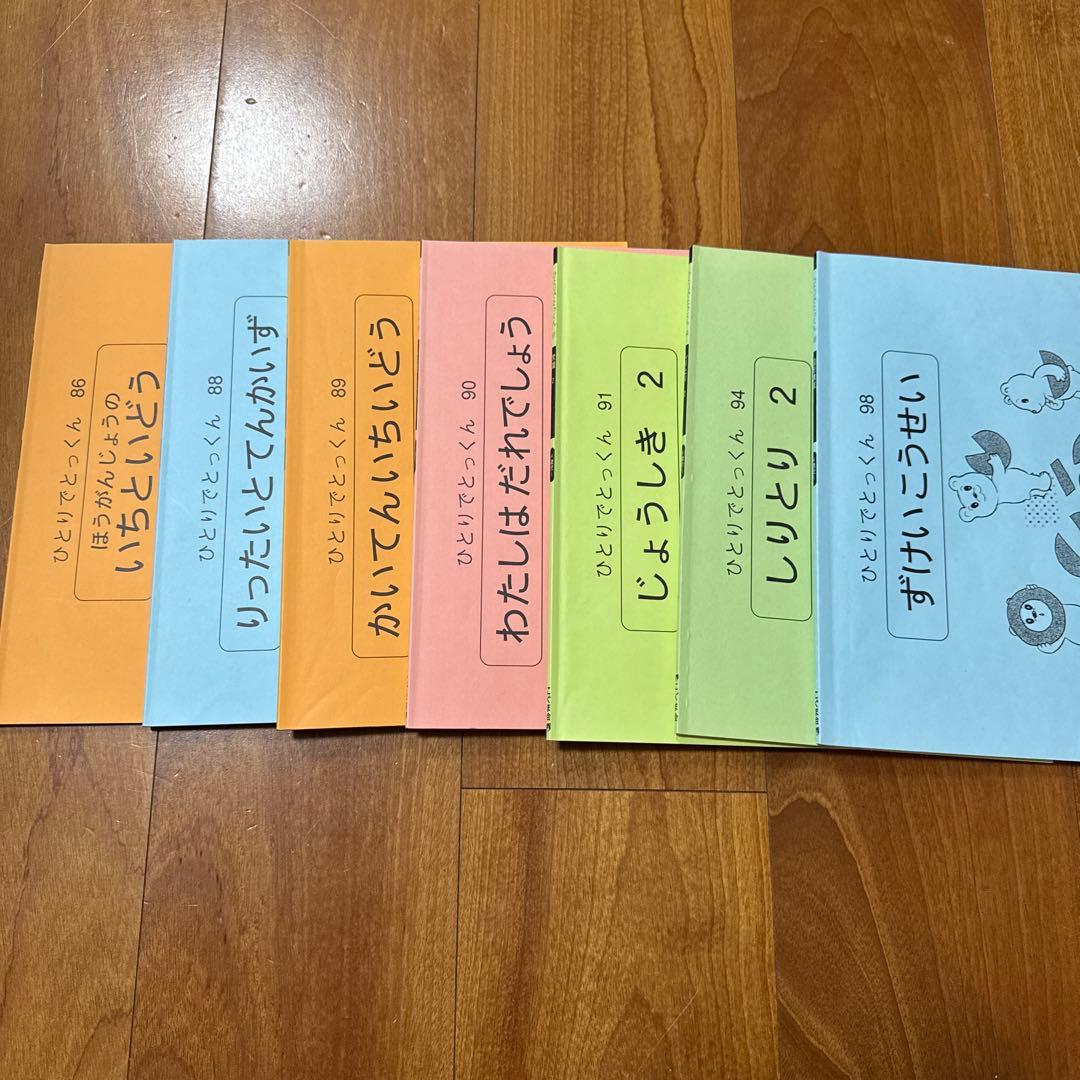 ひとりでとっくん 86
ほうがんじょうの
いちといどう
ひとりでとっくん 88
りったいとてんかいず
ひとりでとっくん 89
かいてんいちいどう
ひとりでとっくん 90
わたしはだれでしょう
ひとりでとっくん 91
じょうしき 2
ひとりでとっくん 94
しりとり 2
ひとりでとっくん 98
ずけいこうせい